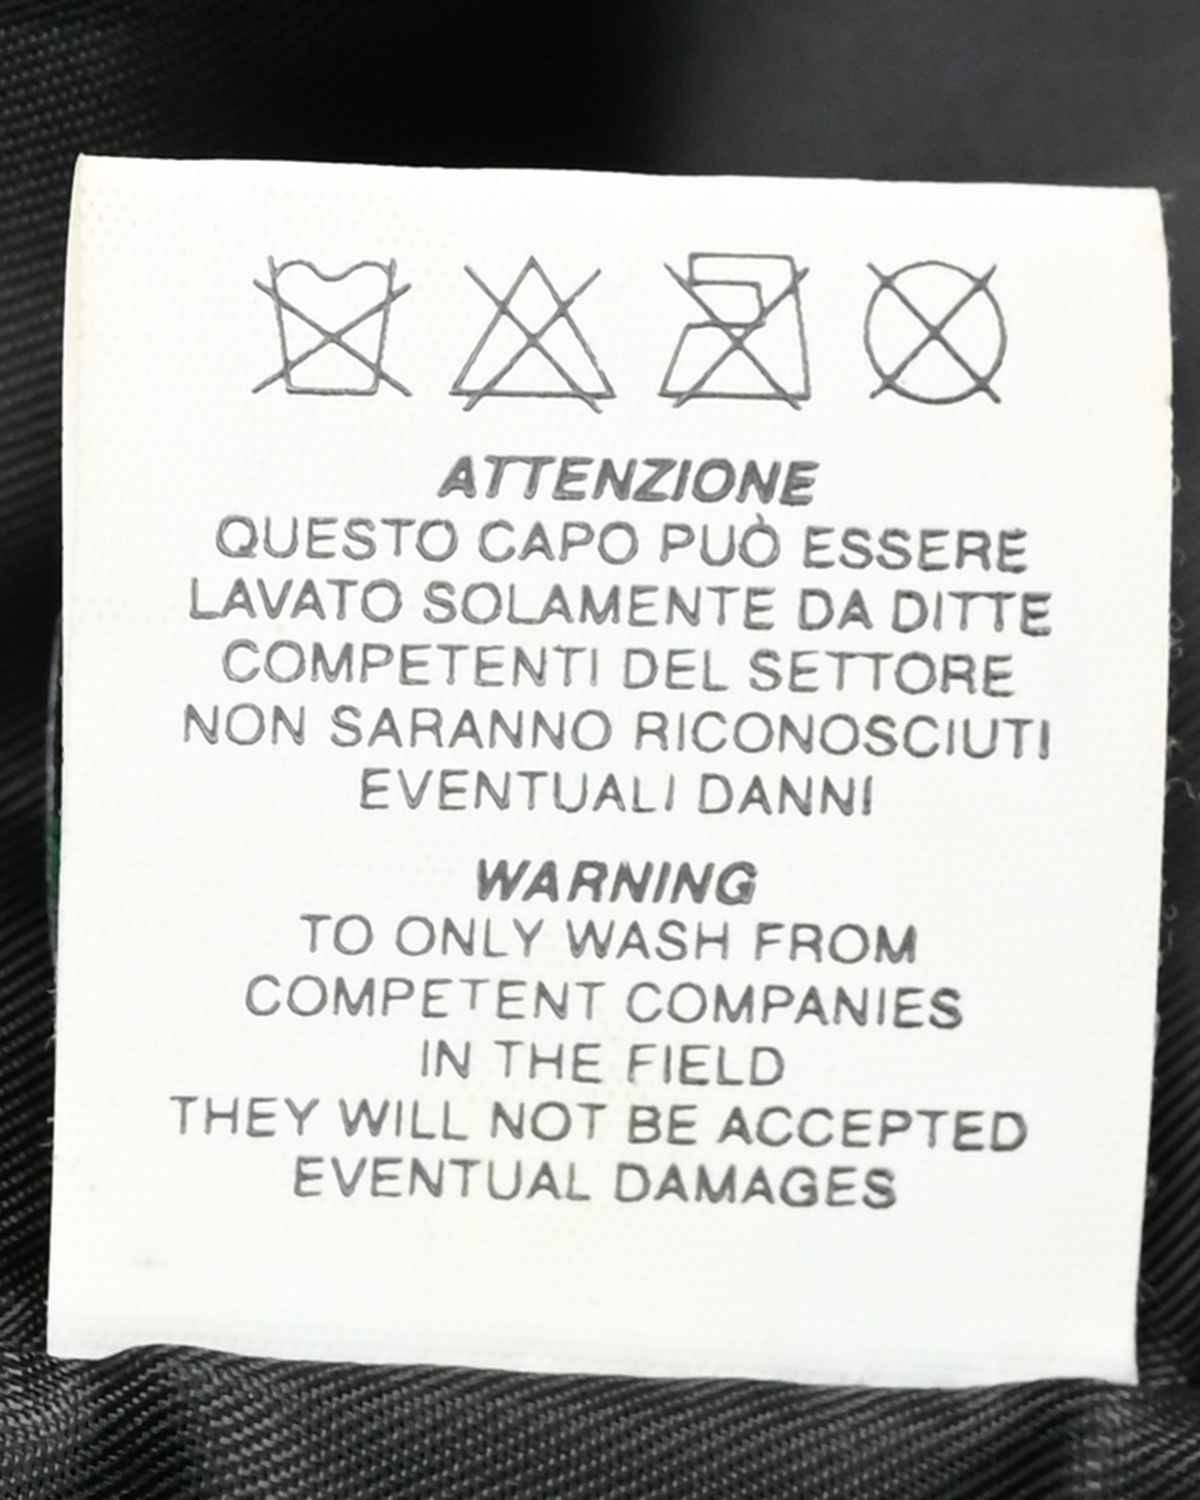 ATTENZIONE
QUESTO CAPO PUÒ ESSERE
LAVATO SOLAMENTE DA DITTE
COMPETENTI DEL SETTORE
NON SARANNO RICONOSCIUTI
EVENTUALI DANNI
WARNING
TO ONLY WASH FROM
COMPETENT COMPANIES
IN THE FIELD
THEY WILL NOT BE ACCEPTED
EVENTUAL DAMAGES